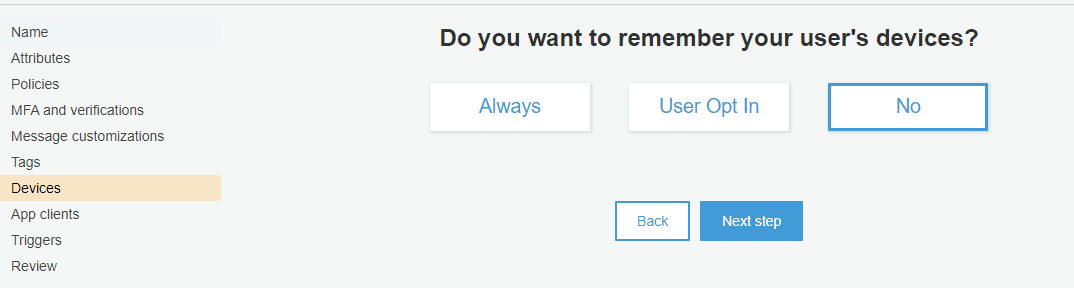 Name
Attributes
Policies
MFA and verifications
Message customizations
Tags
Devices
App clients
Triggers
Review
Do you want to remember your user's devices?
Always
User Opt In
No
Back
Next step